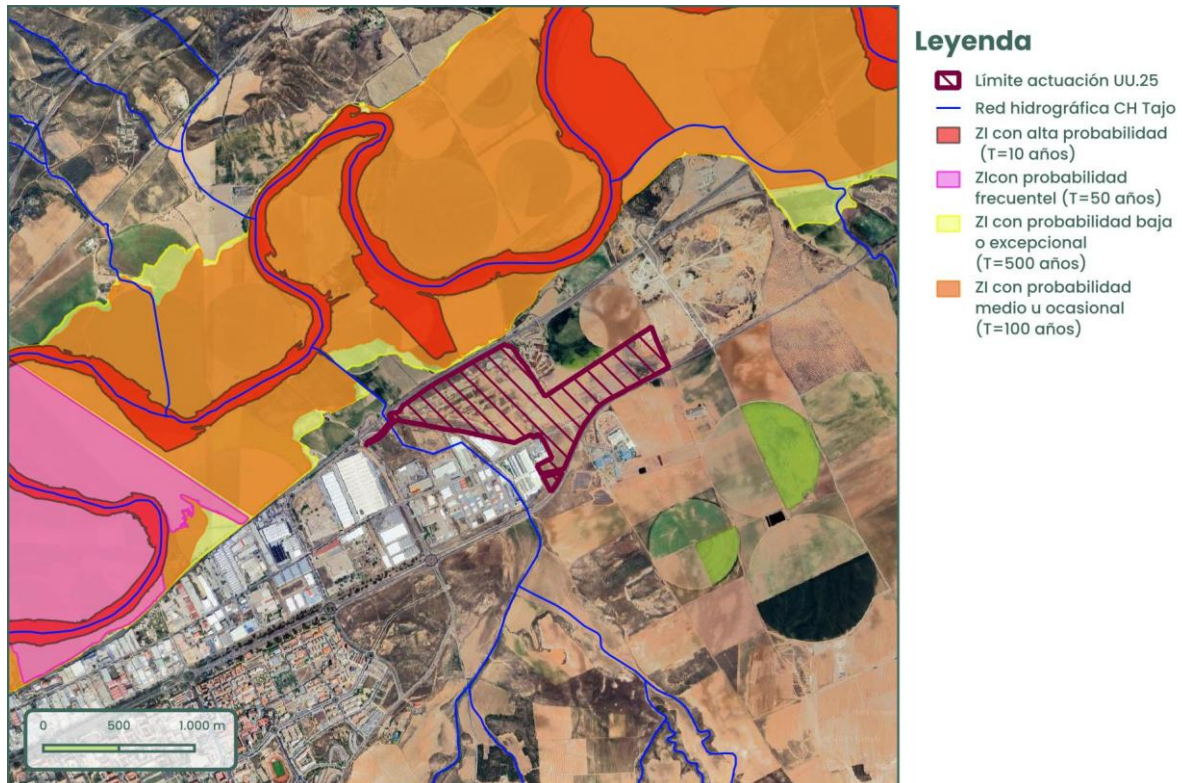 Leyenda
Límite actuación UU.25
Red hidrográfica CH Tajo
ZI con alta probabilidad
(T=10 años)
ZIcon probabilidad
frecuentel (T=50 años)
ZI con probabilidad baja
o excepcional
(T=500 años)
ZI con probabilidad
medio u ocasional
(T=100 años)
0 500 1.000 m